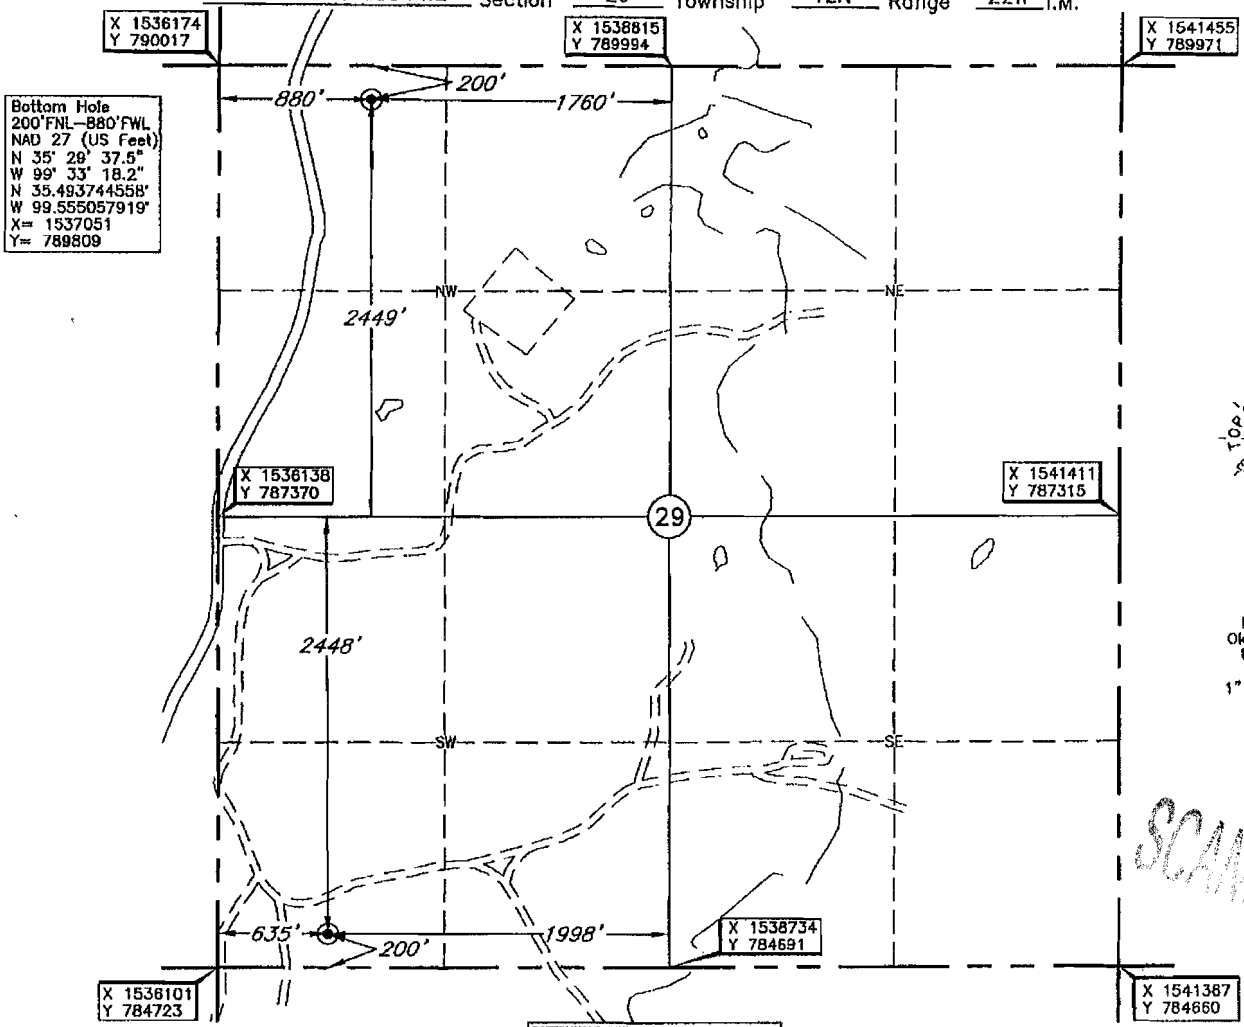 Section
Township
Range
I.M.
X 1536174
Y 790017
X 1538815
Y 789994
X 1541455
Y 789971
200'
880'
1760'
Bottom Hole
200'FNL-880'FWL
NAD 27 (US Feet)
N 35° 29' 37.5"
W 99° 33' 18.2"
N 35.493744558°
W 99.555057919°
X= 1537051
Y= 789809
NW
NE
2449'
X 1536138
Y 787370
X 1541411
Y 787315
29
2448'
1"
SW
SE
635'
200'
1998'
X 1538734
Y 784691
X 1536101
Y 784723
X 1541387
Y 784660